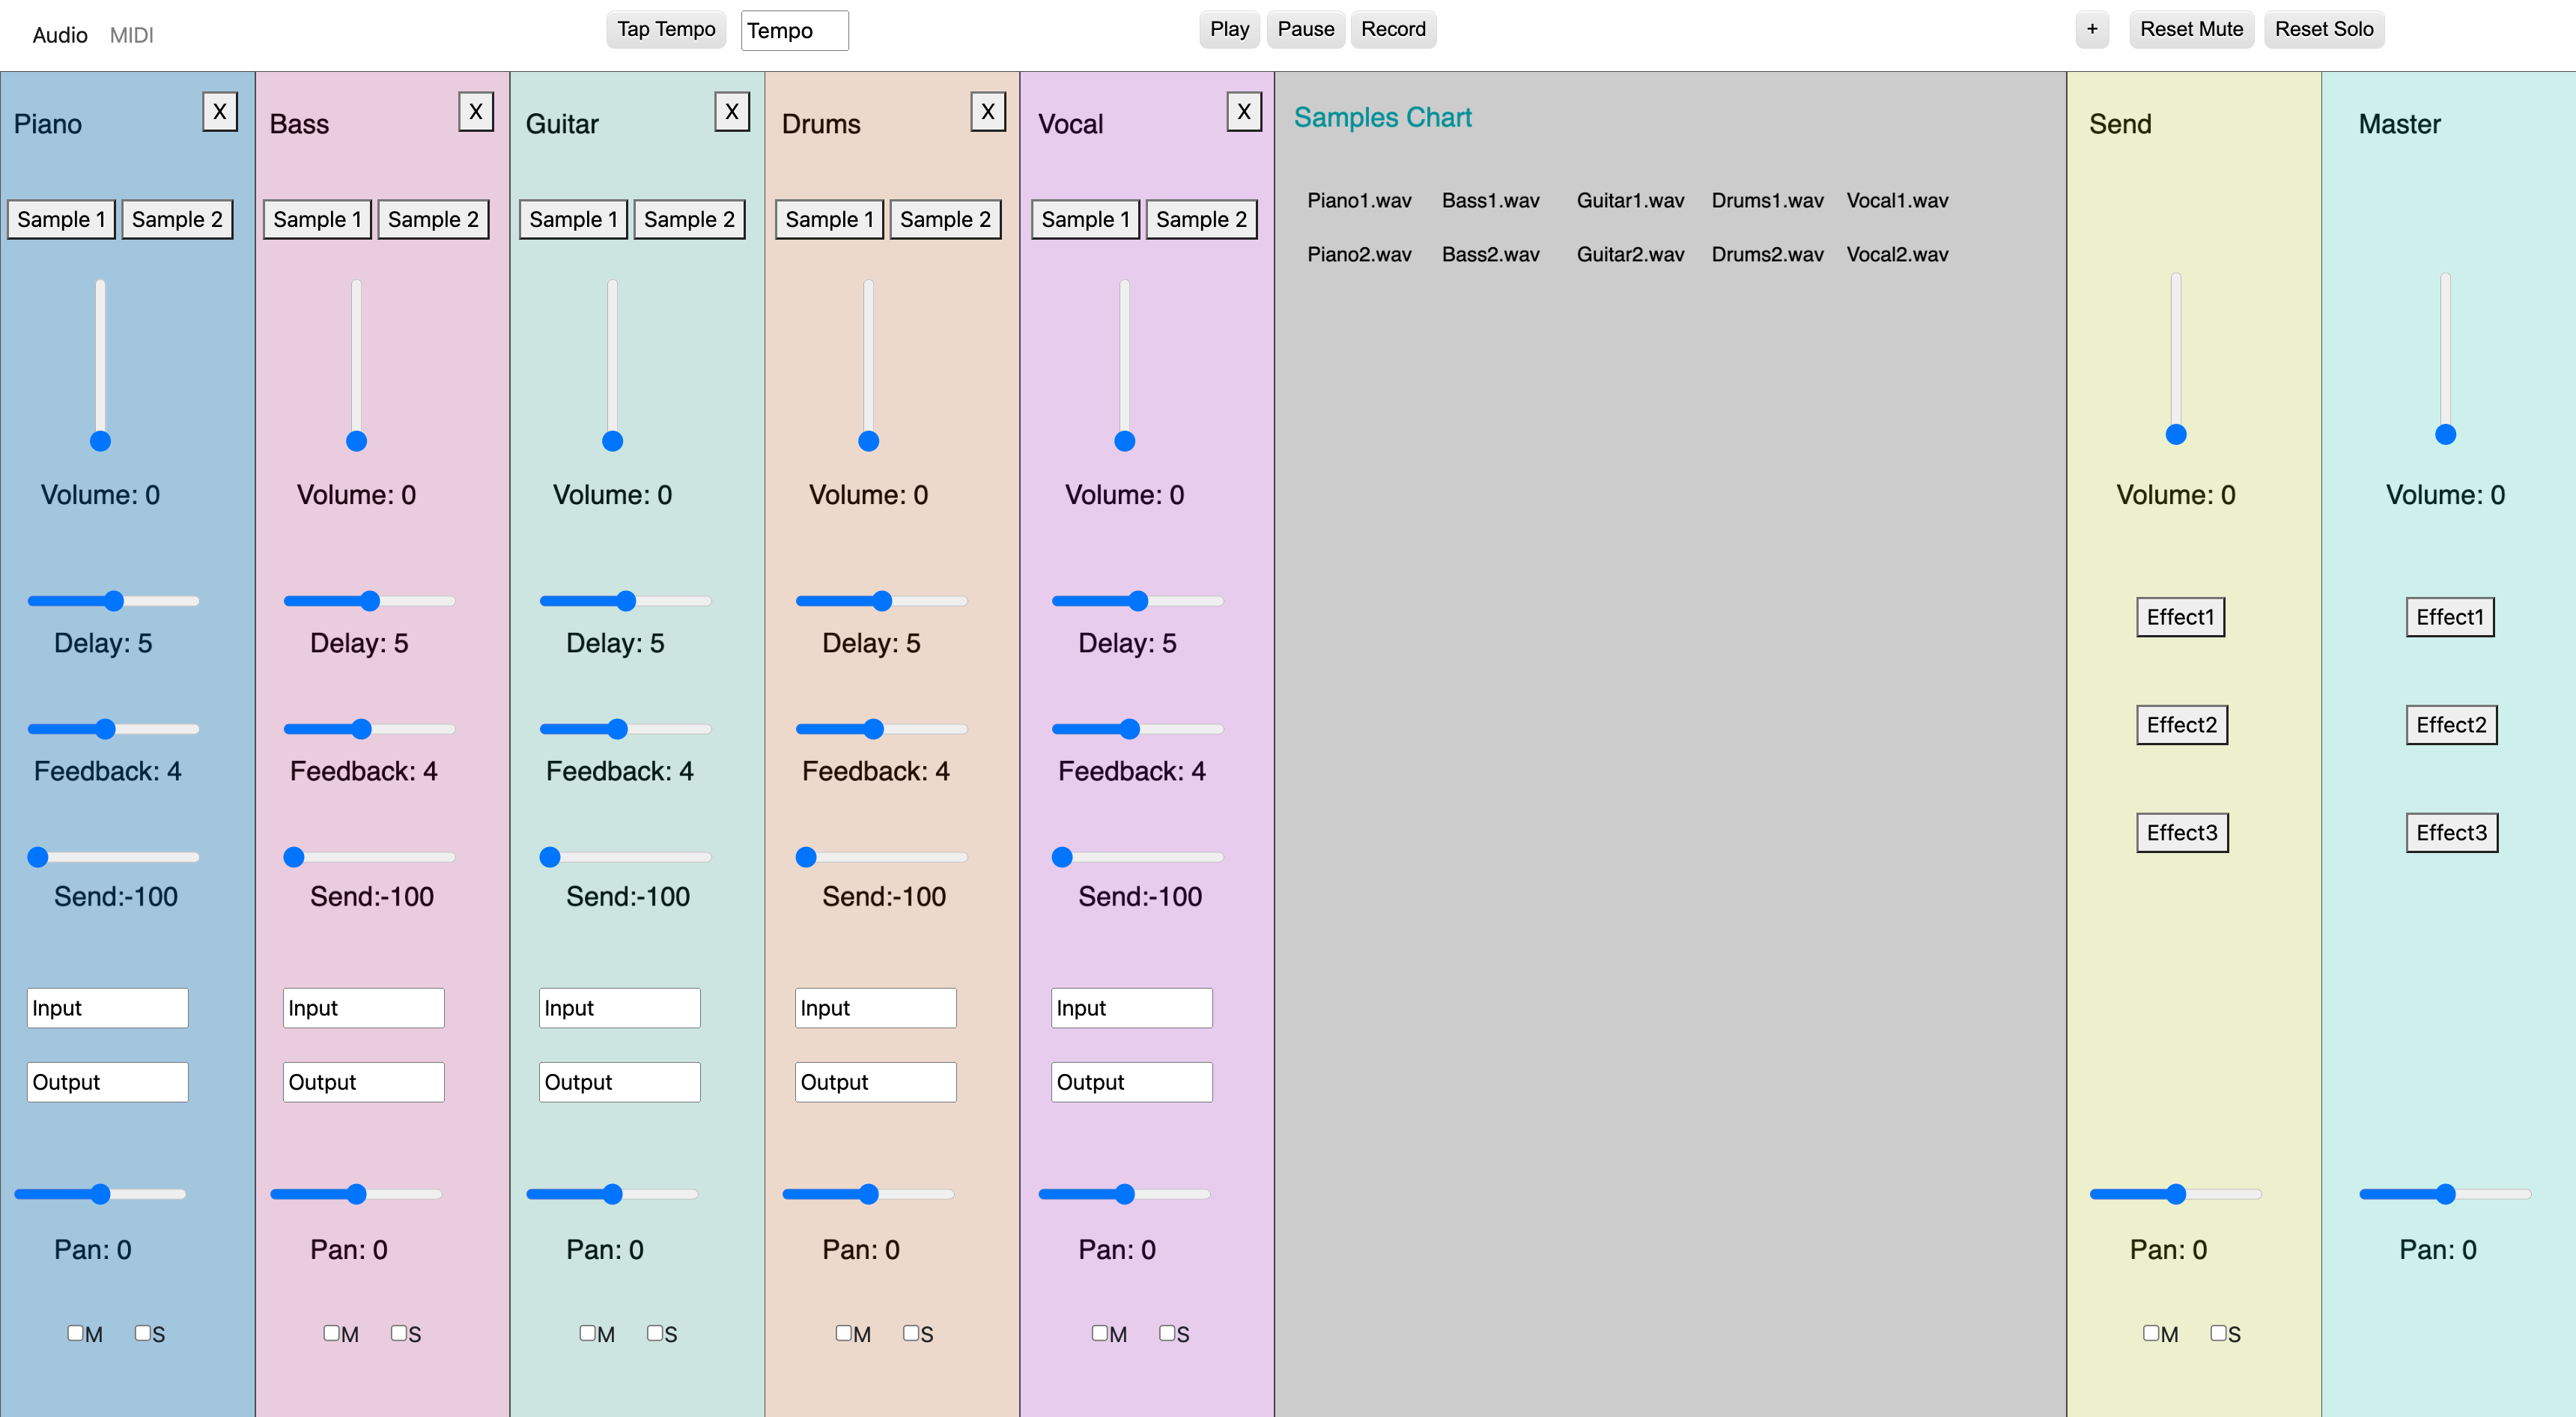 Audio MIDI Tap Tempo Tempo Play Pause Record + Reset Mute Reset Solo
Piano X Bass X Guitar X Drums X Vocal X Samples Chart Send Master
Piano1.wav Bass1.wav Guitar1.wav Drums1.wav Vocal1.wav
Sample 1 Sample 2 Sample 1 Sample 2 Sample 1 Sample 2 Sample 1 Sample 2 Sample 1 Sample 2
Piano2.wav Bass2.wav Guitar2.wav Drums2.wav Vocal2.wav
Volume: 0 Volume: 0 Volume: 0 Volume: 0 Volume: 0 Volume: 0 Volume: 0
Effect1 Effect1
Delay: 5 Delay: 5 Delay: 5 Delay: 5 Delay: 5
Effect2 Effect2
Feedback: 4 Feedback: 4 Feedback: 4 Feedback: 4 Feedback: 4
Effect3 Effect3
Send:-100 Send:-100 Send:-100 Send:-100 Send:-100
Input Input Input Input Input
Output Output Output Output Output
Pan: 0 Pan: 0 Pan: 0 Pan: 0 Pan: 0 Pan: 0 Pan: 0
M S M S M S M S M S M S